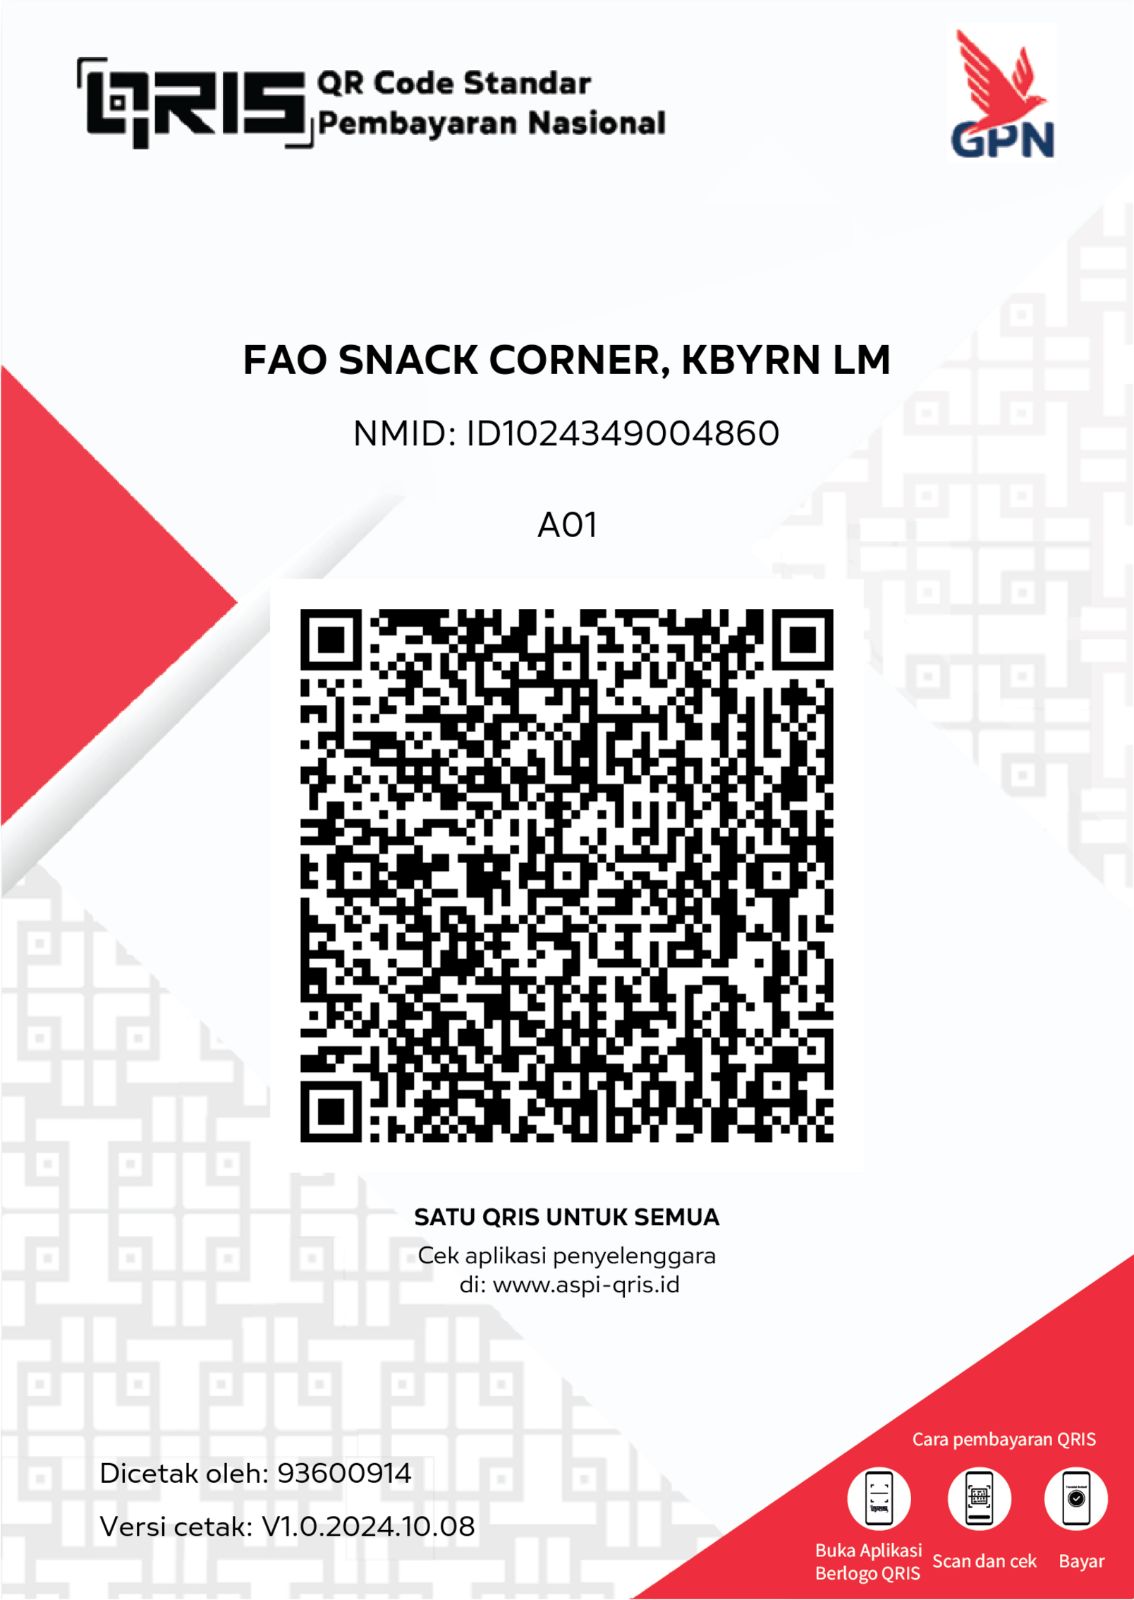 QRIS
QR Code Standar
Pembayaran Nasional
GPN
FAO SNACK CORNER, KBYRN LM
NMID: ID1024349004860
A01
SATU QRIS UNTUK SEMUA
Cek aplikasi penyelenggara
di: www.aspi-qris.id
Dicetak oleh: 93600914
Versi cetak: V1.0.2024.10.08
Cara pembayaran QRIS
Buka Aplikasi
Berlogo QRIS
Scan dan cek
Bayar